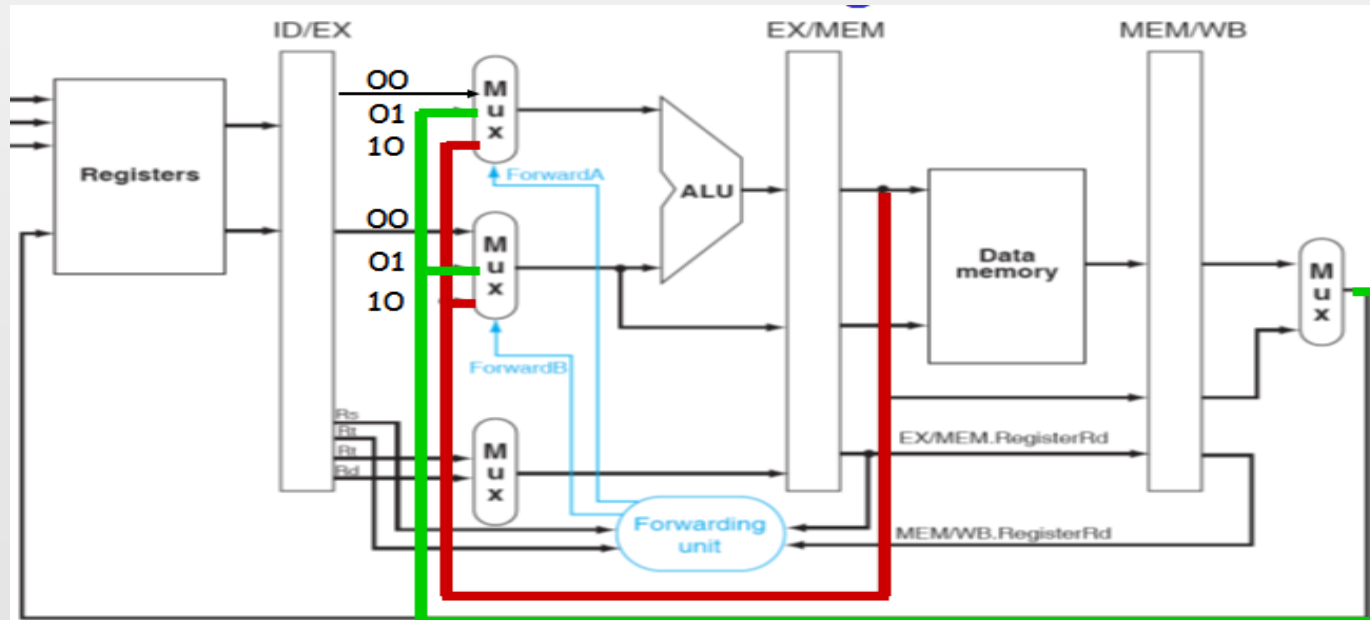 ID/EX
EX/MEM
MEM/WB
00
01
10
M
u
x
ForwardA
Registers
ALU
00
01
10
M
u
x
ForwardB
Data
memory
M
u
x
Rs
Rt
Rt
Rd
M
u
x
EX/MEM.RegisterRd
Forwarding
unit
MEM/WB.RegisterRd